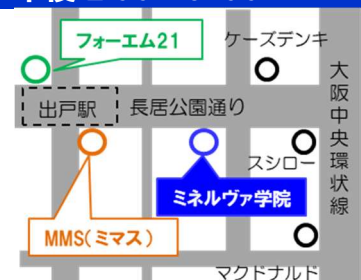 フォーエム21
ケーズデンキ
出戸駅
長居公園通り
大阪中央環状線
スシロー
ミネルヴァ学院
MMS(ミマス)
マクドナルド